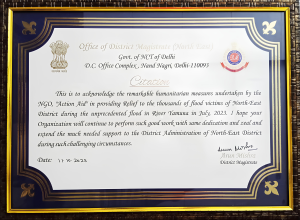 Office of District Magistrate (North East)
Govt. of NCT of Delhi
D.C. Office Complex, Nand Nagri, Delhi-110093
Citation
This is to acknowledge the remarkable humanitarian measures undertaken by the
NGO, "Action Aid" in providing Relief to the thousands of flood victims of North-East
District during the unprecedented flood in River Yamuna in July, 2023. I hope your
Organization will continue to perform such good work with same dedication and zeal and
extend the much needed support to the District Administration of North-East District
during such challenging circumstances.
Date:
District Magistrate